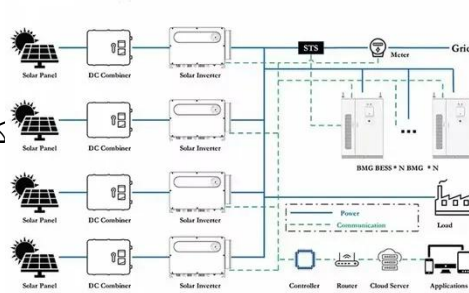 STS
Meter
Grid
Solar Panel DC Combiner Solar Inverter
Solar Panel DC Combiner Solar Inverter
BMG BESS * N BMG * N
Solar Panel DC Combiner Solar Inverter
Power
Communication
Load
Solar Panel DC Combiner Solar Inverter
Controller Router Cloud Server Applications